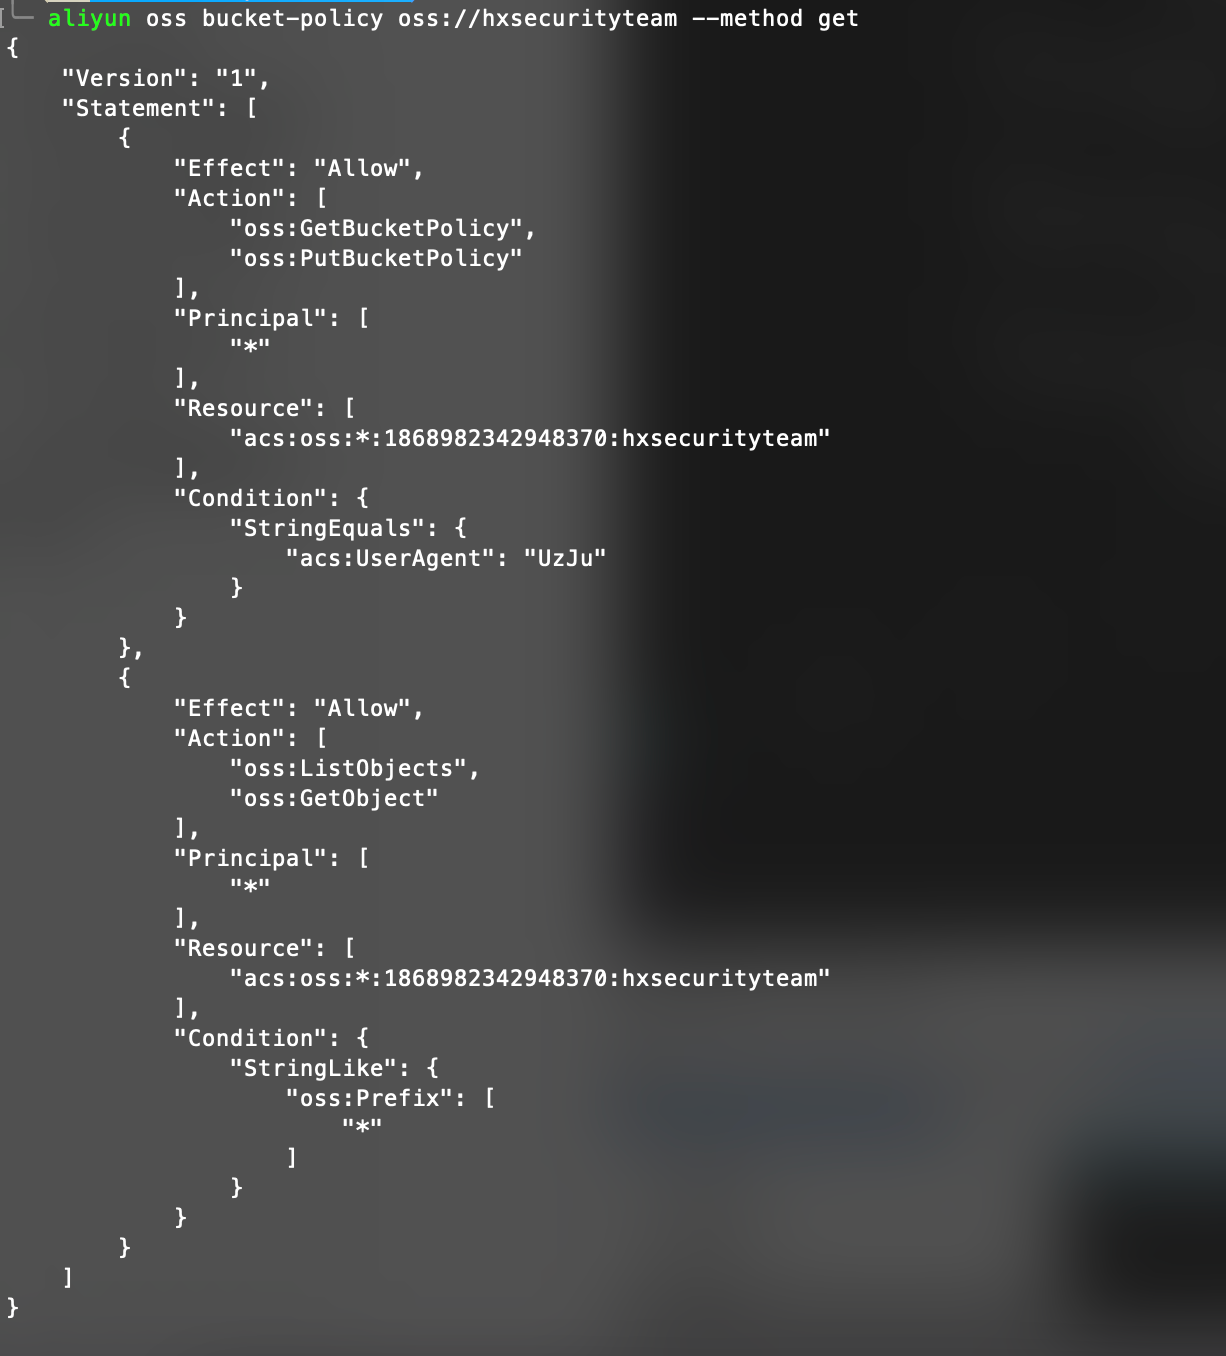 aliyun oss bucket-policy oss://hxsecurityteam --method get
{
    "Version": "1",
    "Statement": [
        {
            "Effect": "Allow",
            "Action": [
                "oss:GetBucketPolicy",
                "oss:PutBucketPolicy"
            ],
            "Principal": [
                "*"
            ],
            "Resource": [
                "acs:oss:*:1868982342948370:hxsecurityteam"
            ],
            "Condition": {
                "StringEquals": {
                    "acs:UserAgent": "UzJu"
                }
            }
        },
        {
            "Effect": "Allow",
            "Action": [
                "oss:ListObjects",
                "oss:GetObject"
            ],
            "Principal": [
                "*"
            ],
            "Resource": [
                "acs:oss:*:1868982342948370:hxsecurityteam"
            ],
            "Condition": {
                "StringLike": {
                    "oss:Prefix": [
                        "*"
                    ]
                }
            }
        }
    ]
}